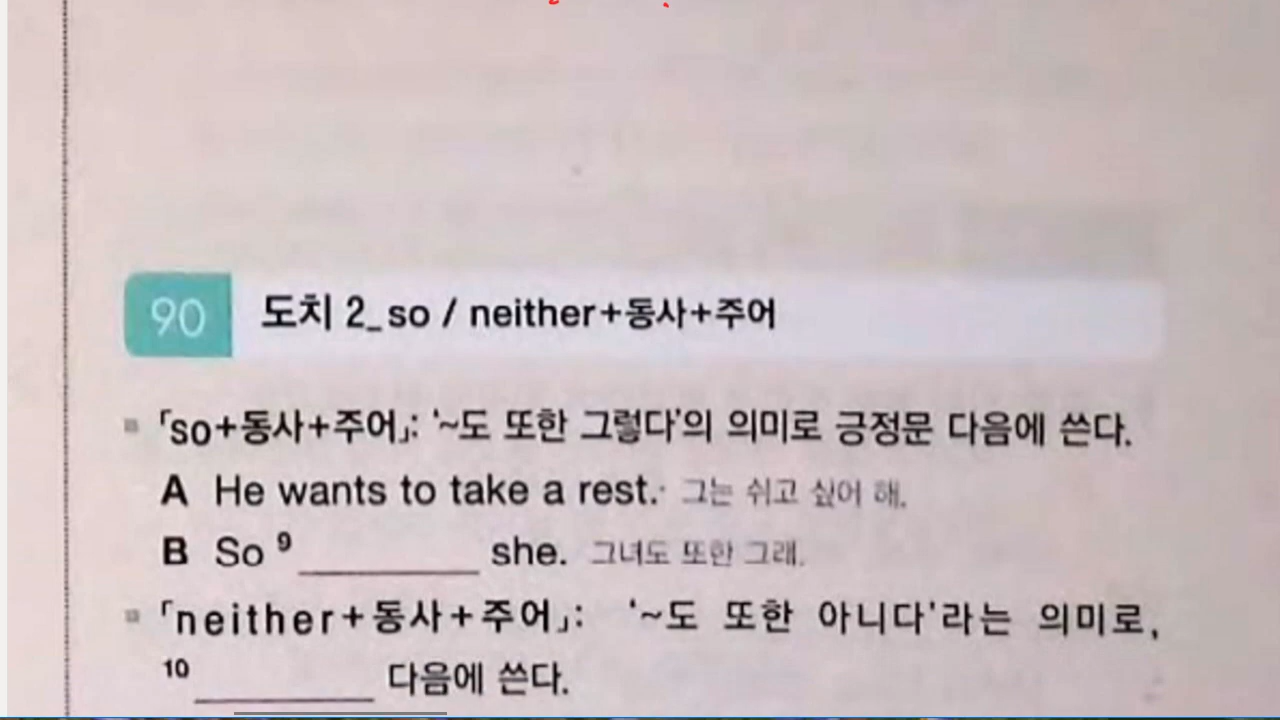 90 도치 2_so / neither+동사+주어
「so+동사+주어」: '~도 또한 그렇다'의 의미로 긍정문 다음에 쓴다.
A He wants to take a rest. 그는 쉬고 싶어 해.
B So 9 ________ she. 그녀도 또한 그래.
「neither+동사+주어」: '~도 또한 아니다'라는 의미로,
10 ________ 다음에 쓴다.